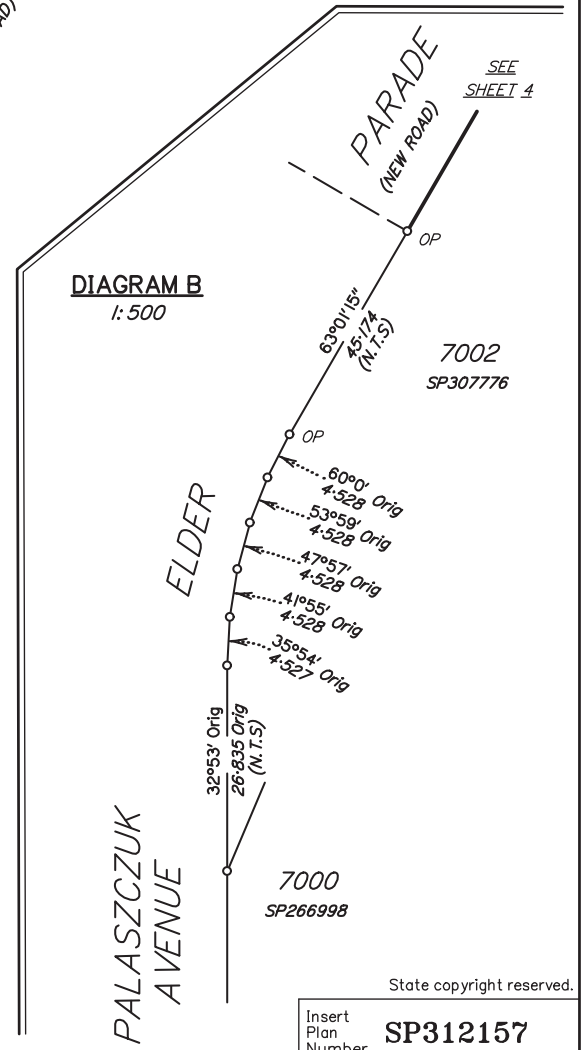 SEE
SHEET 4
PARADE
(NEW ROAD)
OP
DIAGRAM B
1:500
63°01'15"
45·174
(N.T.S)
7002
SP307776
OP
60°0'
4·528 Orig
53°59'
4·528 Orig
47°57'
4·528 Orig
41°55'
4·528 Orig
35°54'
4·527 Orig
ELDER
32°53' Orig
26·835 Orig
(N.T.S)
PALASZCZUK
AVENUE
7000
SP266998
State copyright reserved.
Insert
Plan
Number
SP312157